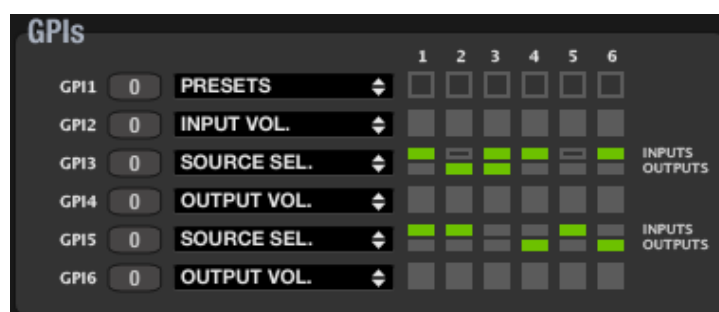 GPIs
1 2 3 4 5 6
GPI1 0 PRESETS
GPI2 0 INPUT VOL.
GPI3 0 SOURCE SEL. INPUTS
OUTPUTS
GPI4 0 OUTPUT VOL.
GPI5 0 SOURCE SEL. INPUTS
OUTPUTS
GPI6 0 OUTPUT VOL.